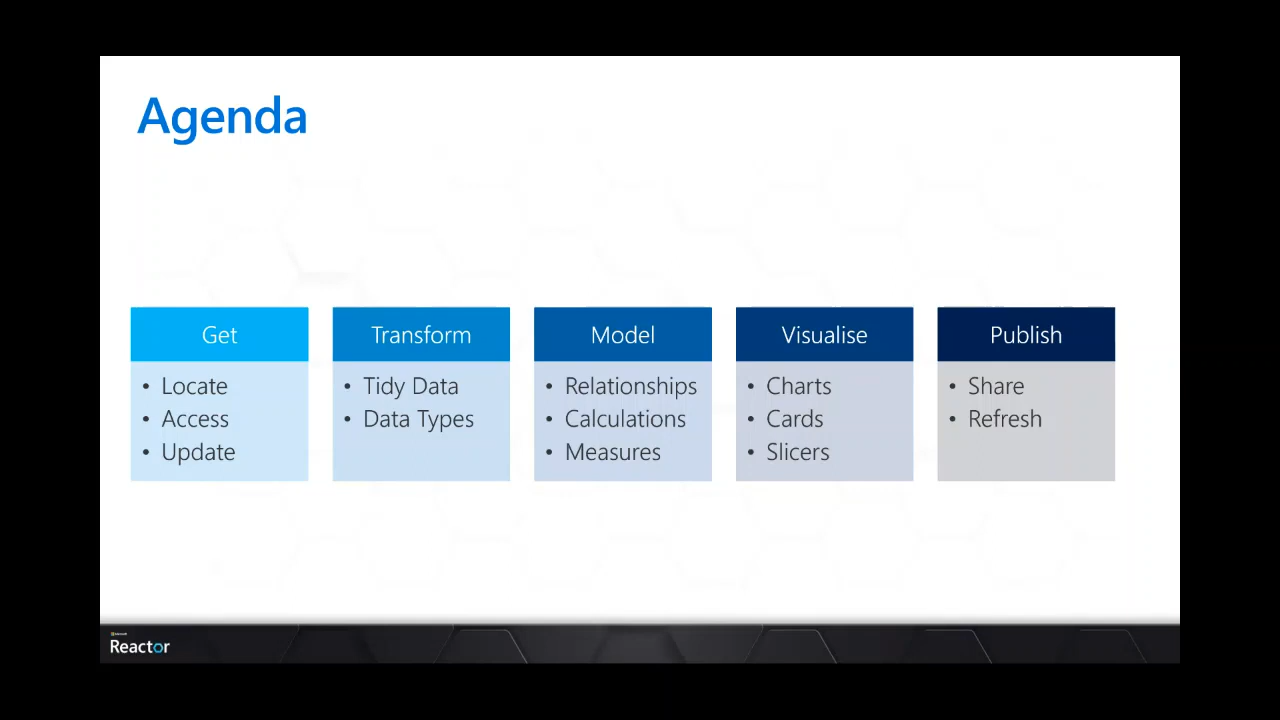 Agenda
Get
• Locate
• Access
• Update
Transform
• Tidy Data
• Data Types
Model
• Relationships
• Calculations
• Measures
Visualise
• Charts
• Cards
• Slicers
Publish
• Share
• Refresh
Microsoft
Reactor